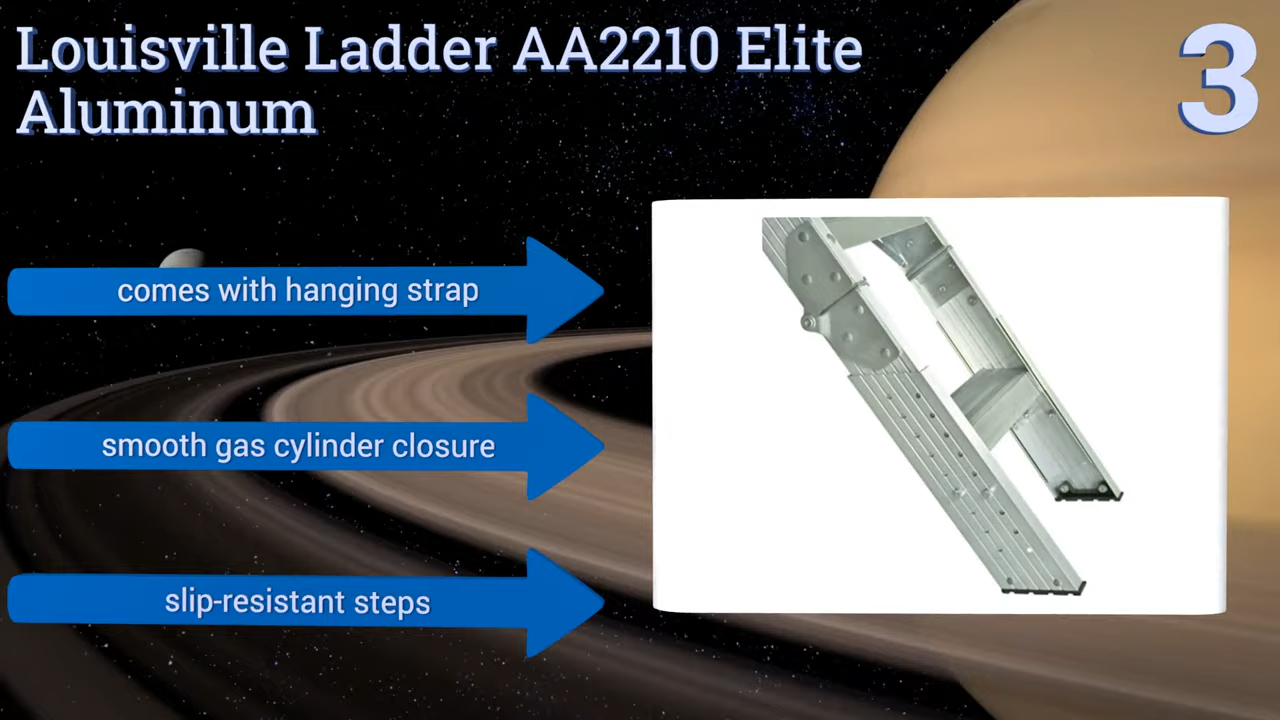 Louisville Ladder AA2210 Elite
Aluminum
3
comes with hanging strap
smooth gas cylinder closure
slip-resistant steps